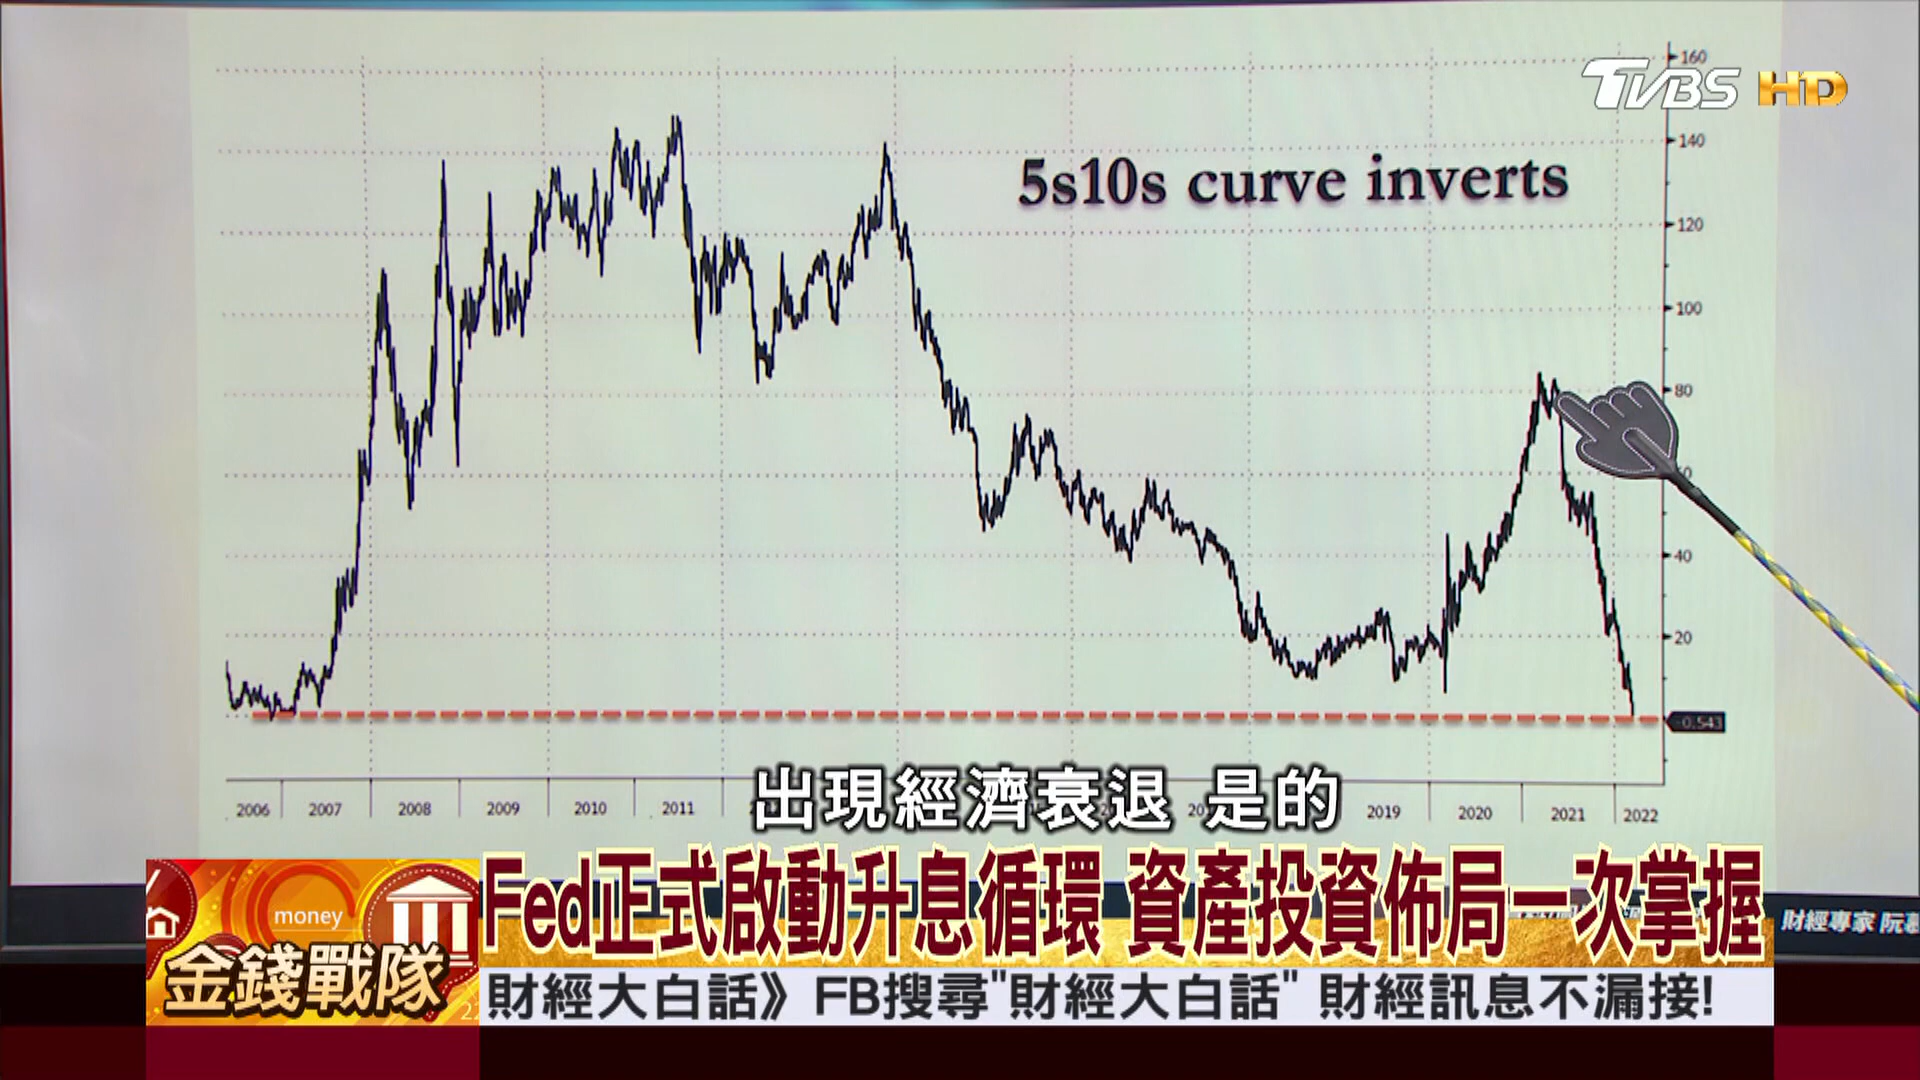 160
TVBS HD
140
5s10s curve inverts
120
100
80
40
20
-0.543
2006 2007 2008 2009 2010 2011 2019 2020 2021 2022
出現經濟衰退 是的
money
金錢戰隊
Fed正式啟動升息循環 資產投資佈局一次掌握
財經專家 阮慕
財經大白話》FB搜尋"財經大白話" 財經訊息不漏接!